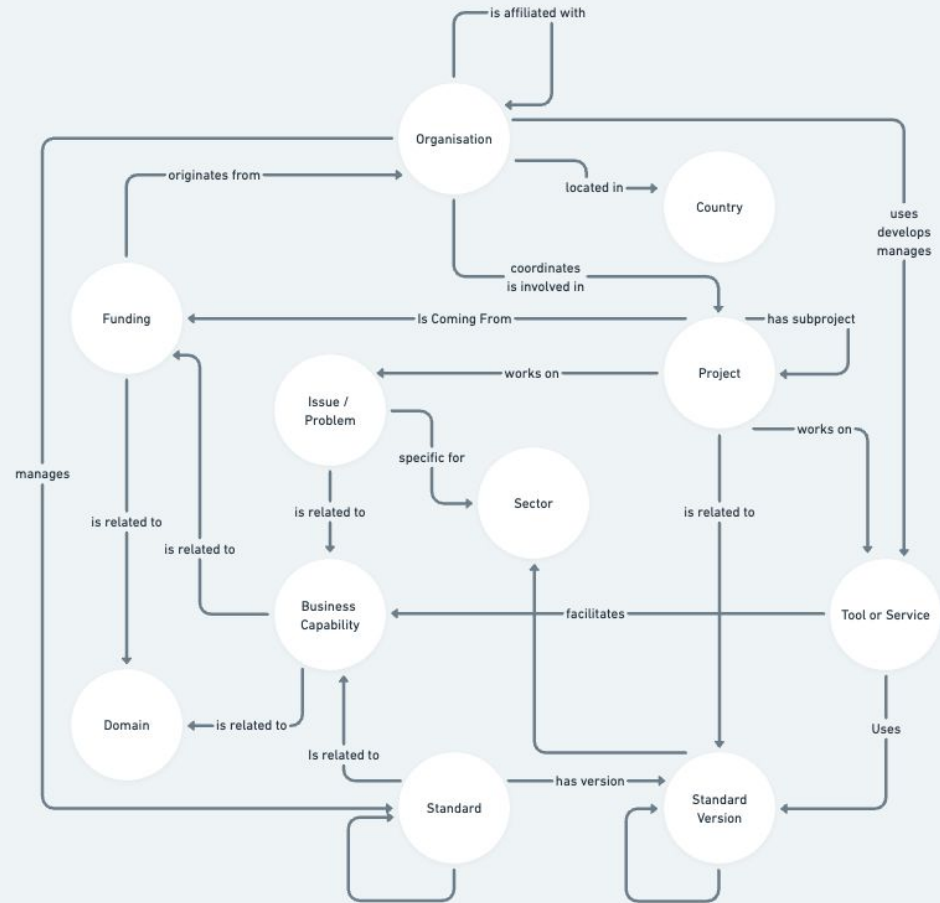 is affiliated with
Organisation
originates from
located in
Country
uses
develops
manages
coordinates
is involved in
Funding
Is Coming From
has subproject
Project
works on
Issue /
Problem
works on
specific for
manages
Sector
is related to
is related to
is related to
is related to
Business
Capability
facilitates
Tool or Service
Domain
is related to
Uses
Is related to
has version
Standard
Standard
Version